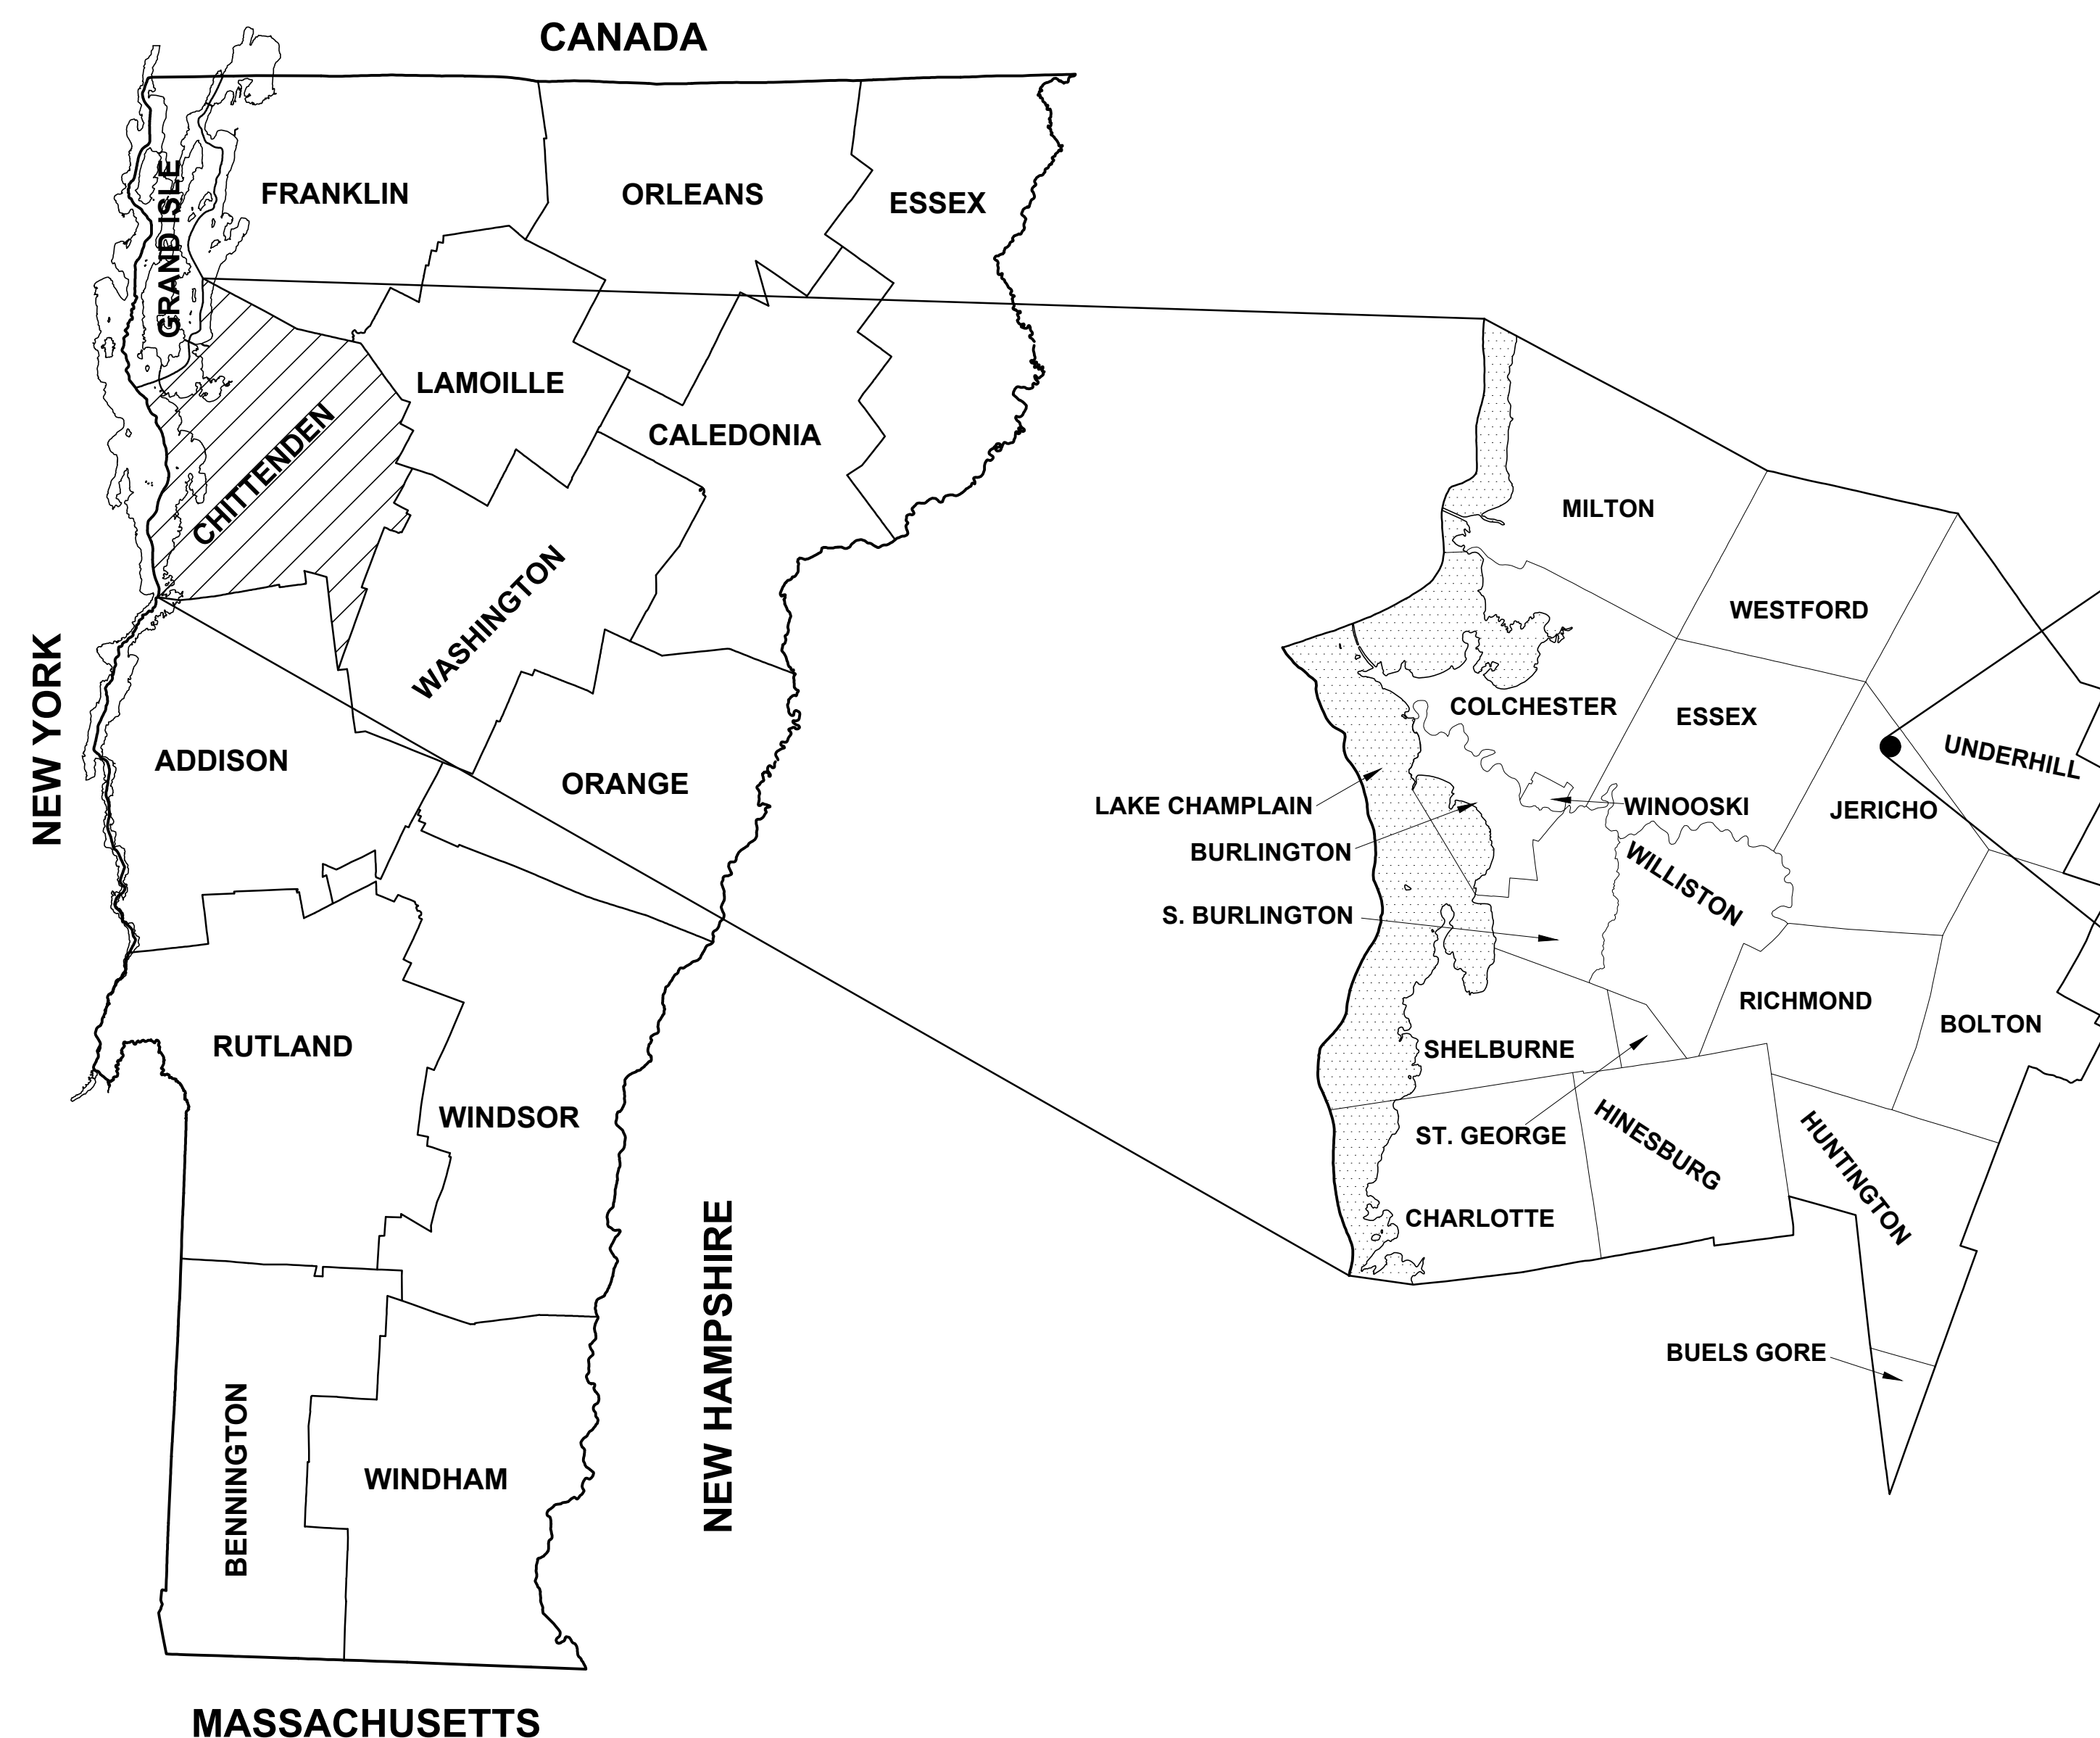 CANADA
GRAND ISLE
FRANKLIN
ORLEANS
ESSEX
LAMOILLE
CALEDONIA
CHITTENDEN
WASHINGTON
NEW YORK
ADDISON
ORANGE
RUTLAND
WINDSOR
NEW HAMPSHIRE
BENNINGTON
WINDHAM
MASSACHUSETTS
MILTON
WESTFORD
COLCHESTER
ESSEX
UNDERHILL
LAKE CHAMPLAIN
WINOOSKI
JERICHO
BURLINGTON
WILLISTON
S. BURLINGTON
RICHMOND
BOLTON
SHELBURNE
ST. GEORGE
HINESBURG
HUNTINGTON
CHARLOTTE
BUELS GORE